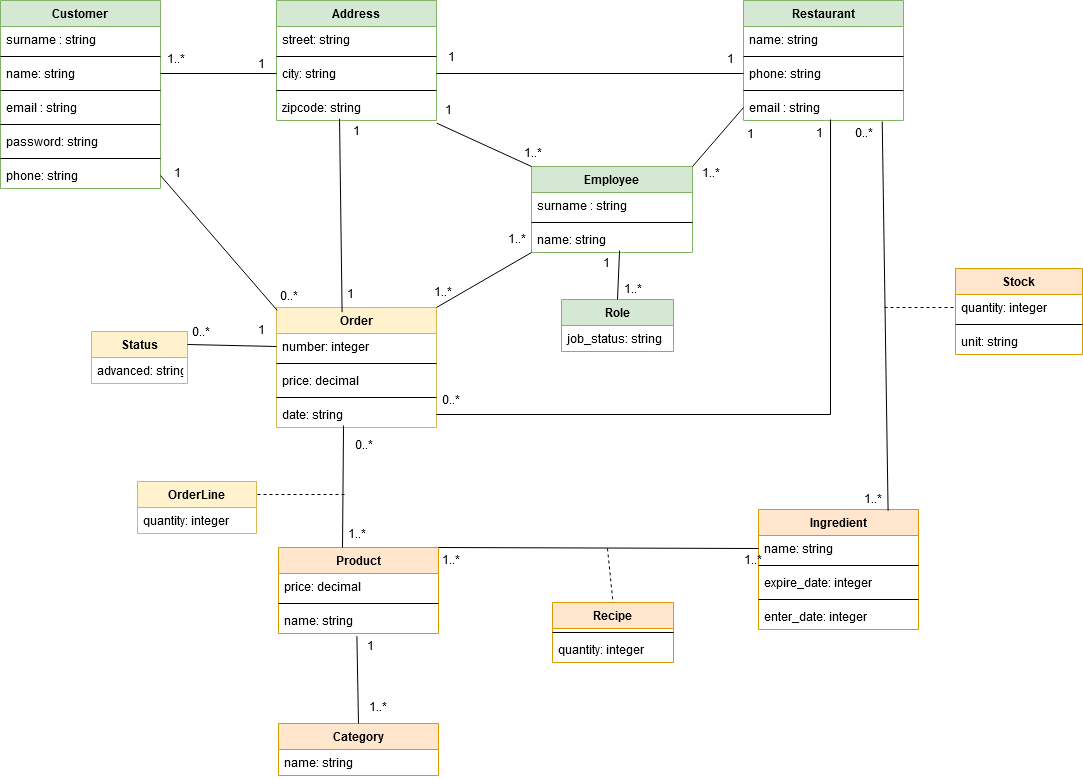 Customer
surname : string
name: string
email : string
password: string
phone: string
Address
street: string
city: string
zipcode: string
Restaurant
name: string
phone: string
email : string
1..*
1
1
1
1
1..*
1
1..*
1
1
0..*
1
1
Employee
surname : string
name: string
1..*
1..*
1
1..*
Role
job_status: string
0..*
1
Order
number: integer
price: decimal
date: string
0..*
1
Status
advanced: string
Stock
quantity: integer
unit: string
0..*
0..*
1..*
OrderLine
quantity: integer
1..*
Product
price: decimal
name: string
1..*
1..*
Ingredient
name: string
expire_date: integer
enter_date: integer
Recipe
quantity: integer
1
1..*
Category
name: string